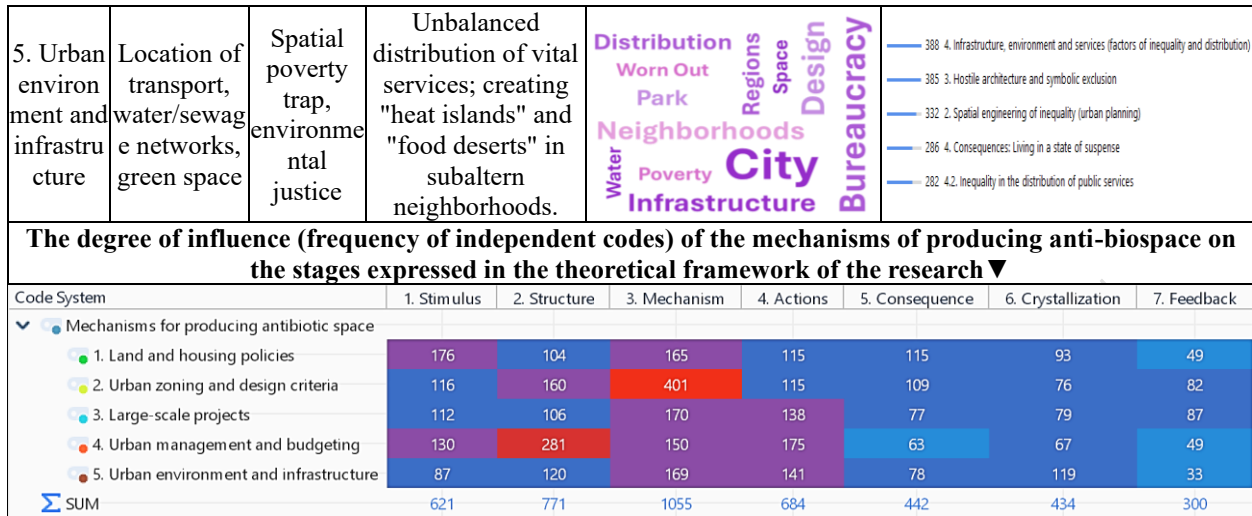 5. Urban
environ
ment and
infrastru
cture
Location of
transport,
water/sewag
e networks,
green space
Spatial
poverty
trap,
environme
ntal
justice
Unbalanced
distribution of vital
services; creating
"heat islands" and
"food deserts" in
subaltern
neighborhoods.
Distribution
Worn Out
Park
Regions
Space
Design
Bureaucracy
Neighborhoods
Water
Poverty
City
Infrastructure
388 4. Infrastructure, environment and services (factors of inequality and distribution)
385 3. Hostile architecture and symbolic exclusion
332 2. Spatial engineering of inequality (urban planning)
286 4. Consequences: Living in a state of suspense
282 4.2. Inequality in the distribution of public services
The degree of influence (frequency of independent codes) of the mechanisms of producing anti-biospace on
the stages expressed in the theoretical framework of the research▼
Code System 1. Stimulus 2. Structure 3. Mechanism 4. Actions 5. Consequence 6. Crystallization 7. Feedback
Mechanisms for producing antibiotic space
1. Land and housing policies 176 104 165 115 115 93 49
2. Urban zoning and design criteria 116 160 401 115 109 76 82
3. Large-scale projects 112 106 170 138 77 79 87
4. Urban management and budgeting 130 281 150 175 63 67 49
5. Urban environment and infrastructure 87 120 169 141 78 119 33
Σ SUM 621 771 1055 684 442 434 300